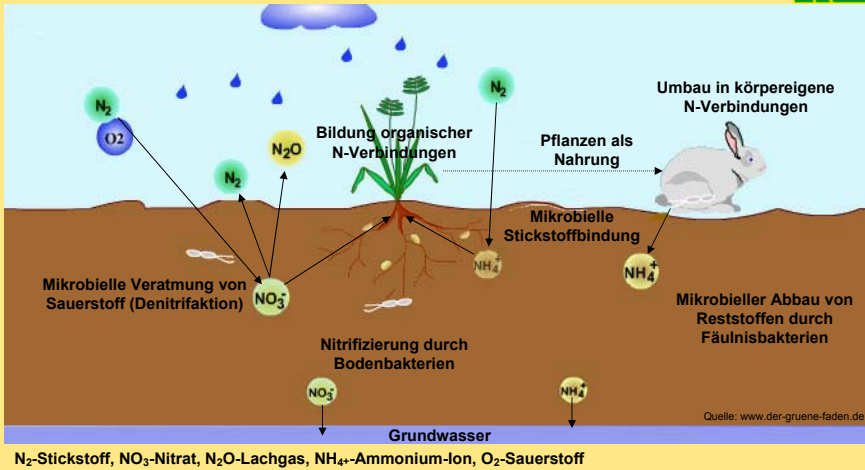 N₂
O2
N₂
N₂O
N₂
Bildung organischer
N-Verbindungen
Pflanzen als
Nahrung
Umbau in körpereigene
N-Verbindungen
Mikrobielle
Stickstoffbindung
Mikrobielle Veratmung von
Sauerstoff (Denitrifaktion)
NO₃⁻
NH₄⁺
NH₄⁺
Mikrobieller Abbau von
Reststoffen durch
Fäulnisbakterien
Nitrifizierung durch
Bodenbakterien
NO₃⁻
NH₄⁺
Quelle: www.der-gruene-faden.de
Grundwasser
N₂-Stickstoff, NO₃-Nitrat, N₂O-Lachgas, NH₄₊-Ammonium-Ion, O₂-Sauerstoff